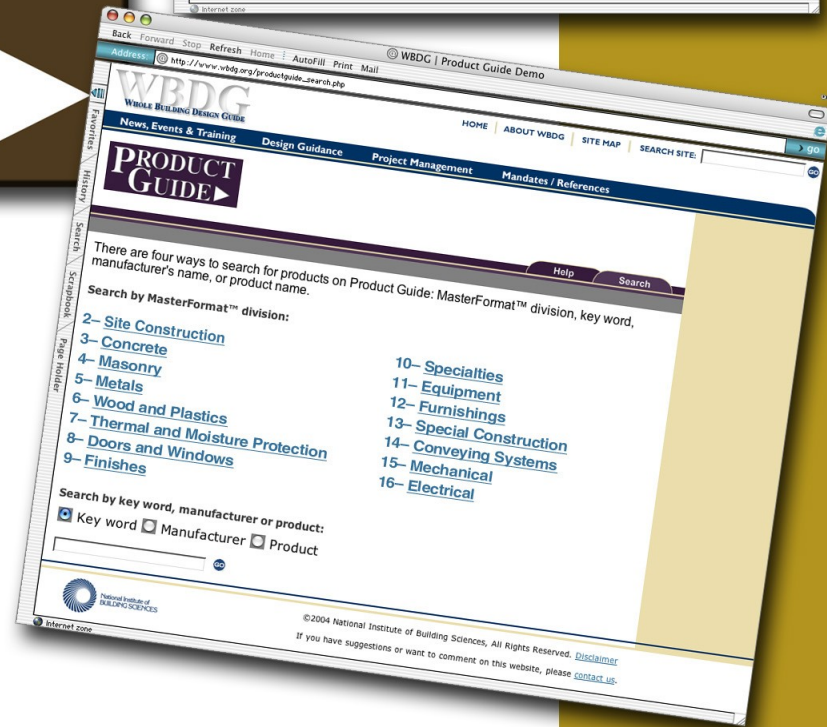 Internet zone
@ WBDG | Product Guide Demo
Back Forward Stop Refresh Home AutoFill Print Mail
Address @ http://www.wbdg.org/productguide_search.php
go
WBDG
WHOLE BUILDING DESIGN GUIDE
HOME | ABOUT WBDG | SITE MAP | SEARCH SITE: GO
News, Events & Training Design Guidance Project Management Mandates / References
PRODUCT
GUIDE
Help Search
Favorites
History
Search
Scrapbook
Page Holder
There are four ways to search for products on Product Guide: MasterFormat™ division, key word,
manufacturer's name, or product name.
Search by MasterFormat™ division:
2– Site Construction
3– Concrete
4– Masonry
5– Metals
6– Wood and Plastics
7– Thermal and Moisture Protection
8– Doors and Windows
9– Finishes
10– Specialties
11– Equipment
12– Furnishings
13– Special Construction
14– Conveying Systems
15– Mechanical
16– Electrical
Search by key word, manufacturer or product:
Key word Manufacturer Product
GO
National Institute of
BUILDING SCIENCES
©2004 National Institute of Building Sciences, All Rights Reserved. Disclaimer
If you have suggestions or want to comment on this website, please contact us.
Internet zone